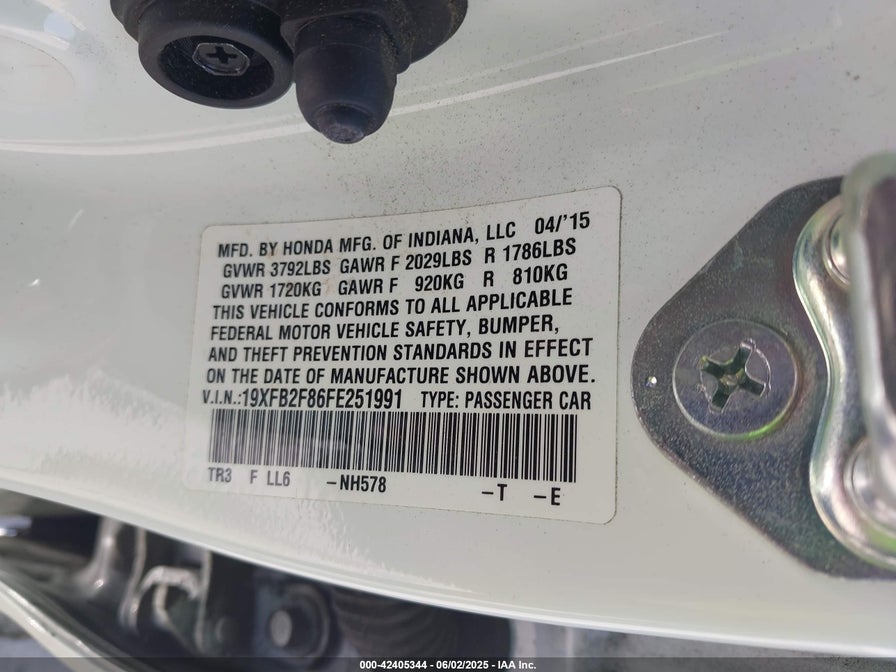 MFD. BY HONDA MFG. OF INDIANA, LLC 04/'15
GVWR 3792LBS GAWR F 2029LBS R 1786LBS
GVWR 1720KG GAWR F 920KG R 810KG
THIS VEHICLE CONFORMS TO ALL APPLICABLE
FEDERAL MOTOR VEHICLE SAFETY, BUMPER,
AND THEFT PREVENTION STANDARDS IN EFFECT
ON THE DATE OF MANUFACTURE SHOWN ABOVE.
V.I.N.:19XFB2F86FE251991 TYPE: PASSENGER CAR
TR3 F LL6 -NH578 -T -E
000-42405344 - 06/02/2025 - IAA Inc.